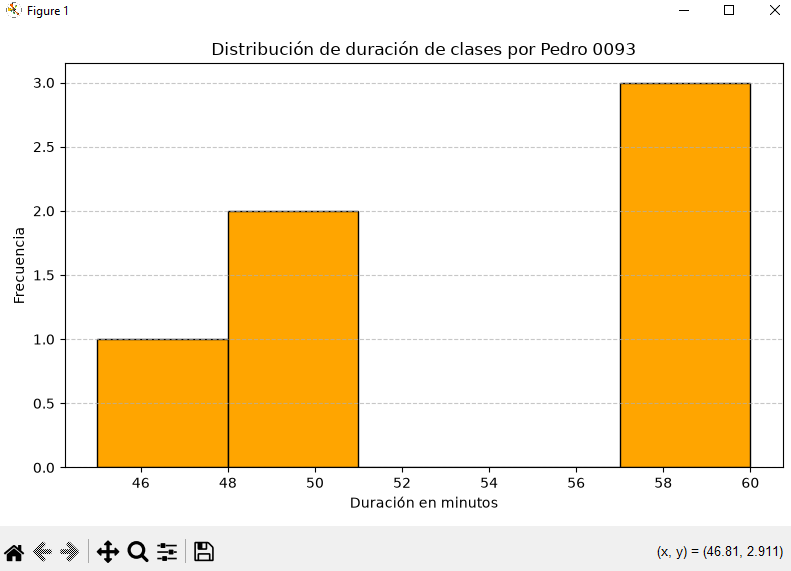 Figure 1
Distribución de duración de clases por Pedro 0093
3.0
2.5
2.0
1.5
1.0
0.5
0.0
Frecuencia
46 48 50 52 54 56 58 60
Duración en minutos
(x, y) = (46.81, 2.911)